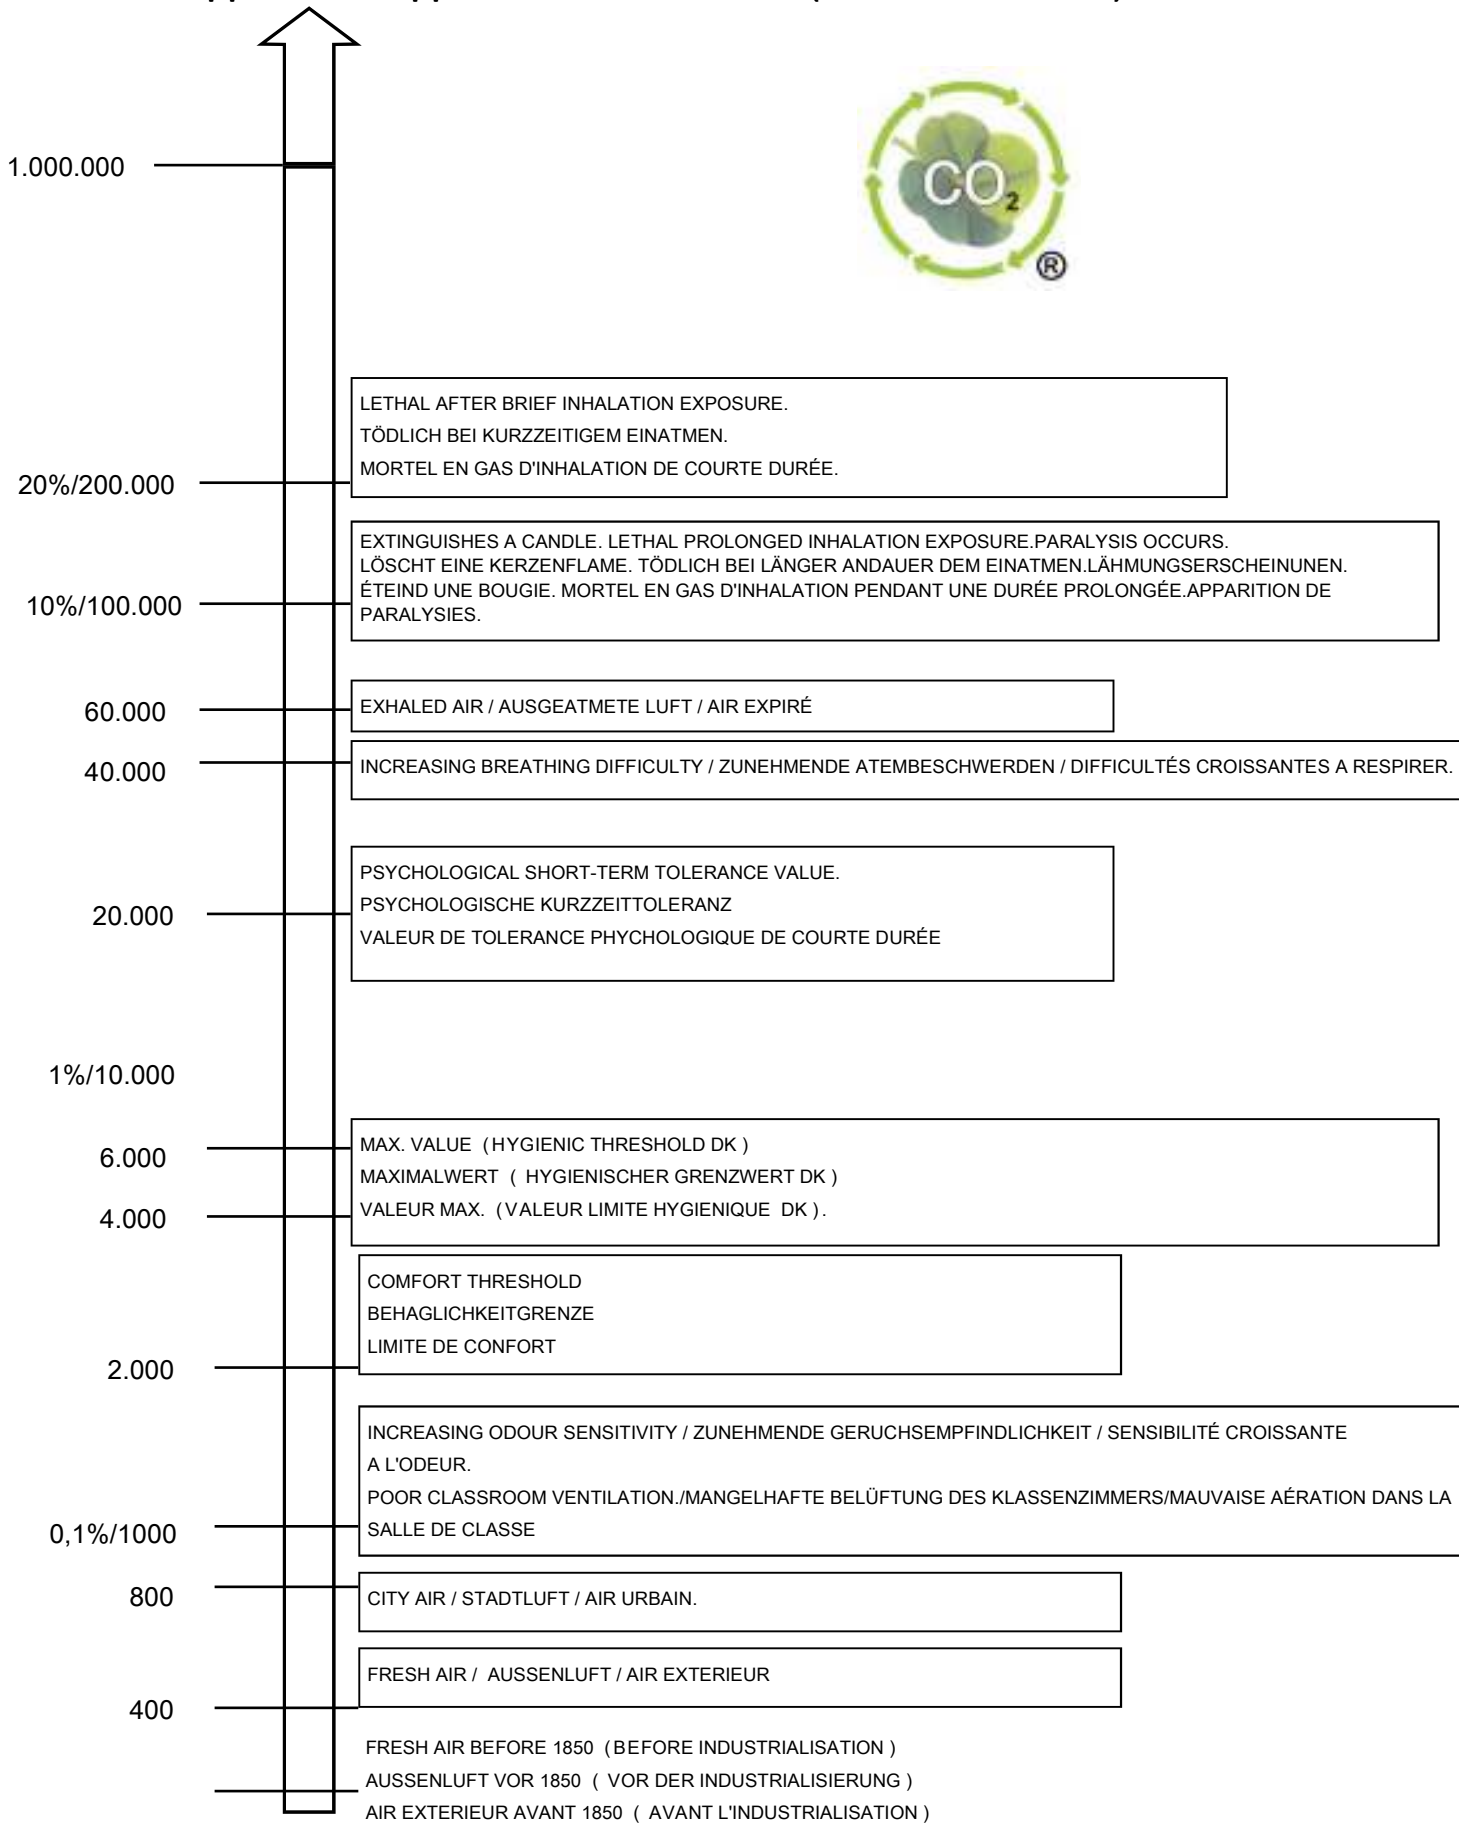 1.000.000
CO2
®
LETHAL AFTER BRIEF INHALATION EXPOSURE.
TÖDLICH BEI KURZZEITIGEM EINATMEN.
MORTEL EN GAS D'INHALATION DE COURTE DURÉE.
20%/200.000
EXTINGUISHES A CANDLE. LETHAL PROLONGED INHALATION EXPOSURE.PARALYSIS OCCURS.
LÖSCHT EINE KERZENFLAME. TÖDLICH BEI LÄNGER ANDAUER DEM EINATMEN.LÄHMUNGSERSCHEINUNEN.
ÉTEIND UNE BOUGIE. MORTEL EN GAS D'INHALATION PENDANT UNE DURÉE PROLONGÉE.APPARITION DE
PARALYSIES.
10%/100.000
60.000
EXHALED AIR / AUSGEATMETE LUFT / AIR EXPIRÉ
40.000
INCREASING BREATHING DIFFICULTY / ZUNEHMENDE ATEMBESCHWERDEN / DIFFICULTÉS CROISSANTES A RESPIRER.
PSYCHOLOGICAL SHORT-TERM TOLERANCE VALUE.
PSYCHOLOGISCHE KURZZEITTOLERANZ
VALEUR DE TOLERANCE PHYCHOLOGIQUE DE COURTE DURÉE
20.000
1%/10.000
6.000
MAX. VALUE (HYGIENIC THRESHOLD DK )
MAXIMALWERT ( HYGIENISCHER GRENZWERT DK )
VALEUR MAX. (VALEUR LIMITE HYGIENIQUE DK ).
4.000
COMFORT THRESHOLD
BEHAGLICHKEITGRENZE
LIMITE DE CONFORT
2.000
INCREASING ODOUR SENSITIVITY / ZUNEHMENDE GERUCHSEMPFINDLICHKEIT / SENSIBILITÉ CROISSANTE
A L'ODEUR.
POOR CLASSROOM VENTILATION./MANGELHAFTE BELÜFTUNG DES KLASSENZIMMERS/MAUVAISE AÉRATION DANS LA
SALLE DE CLASSE
0,1%/1000
800
CITY AIR / STADTLUFT / AIR URBAIN.
FRESH AIR / AUSSENLUFT / AIR EXTERIEUR
400
FRESH AIR BEFORE 1850 (BEFORE INDUSTRIALISATION )
AUSSENLUFT VOR 1850 ( VOR DER INDUSTRIALISIERUNG )
AIR EXTERIEUR AVANT 1850 ( AVANT L'INDUSTRIALISATION )